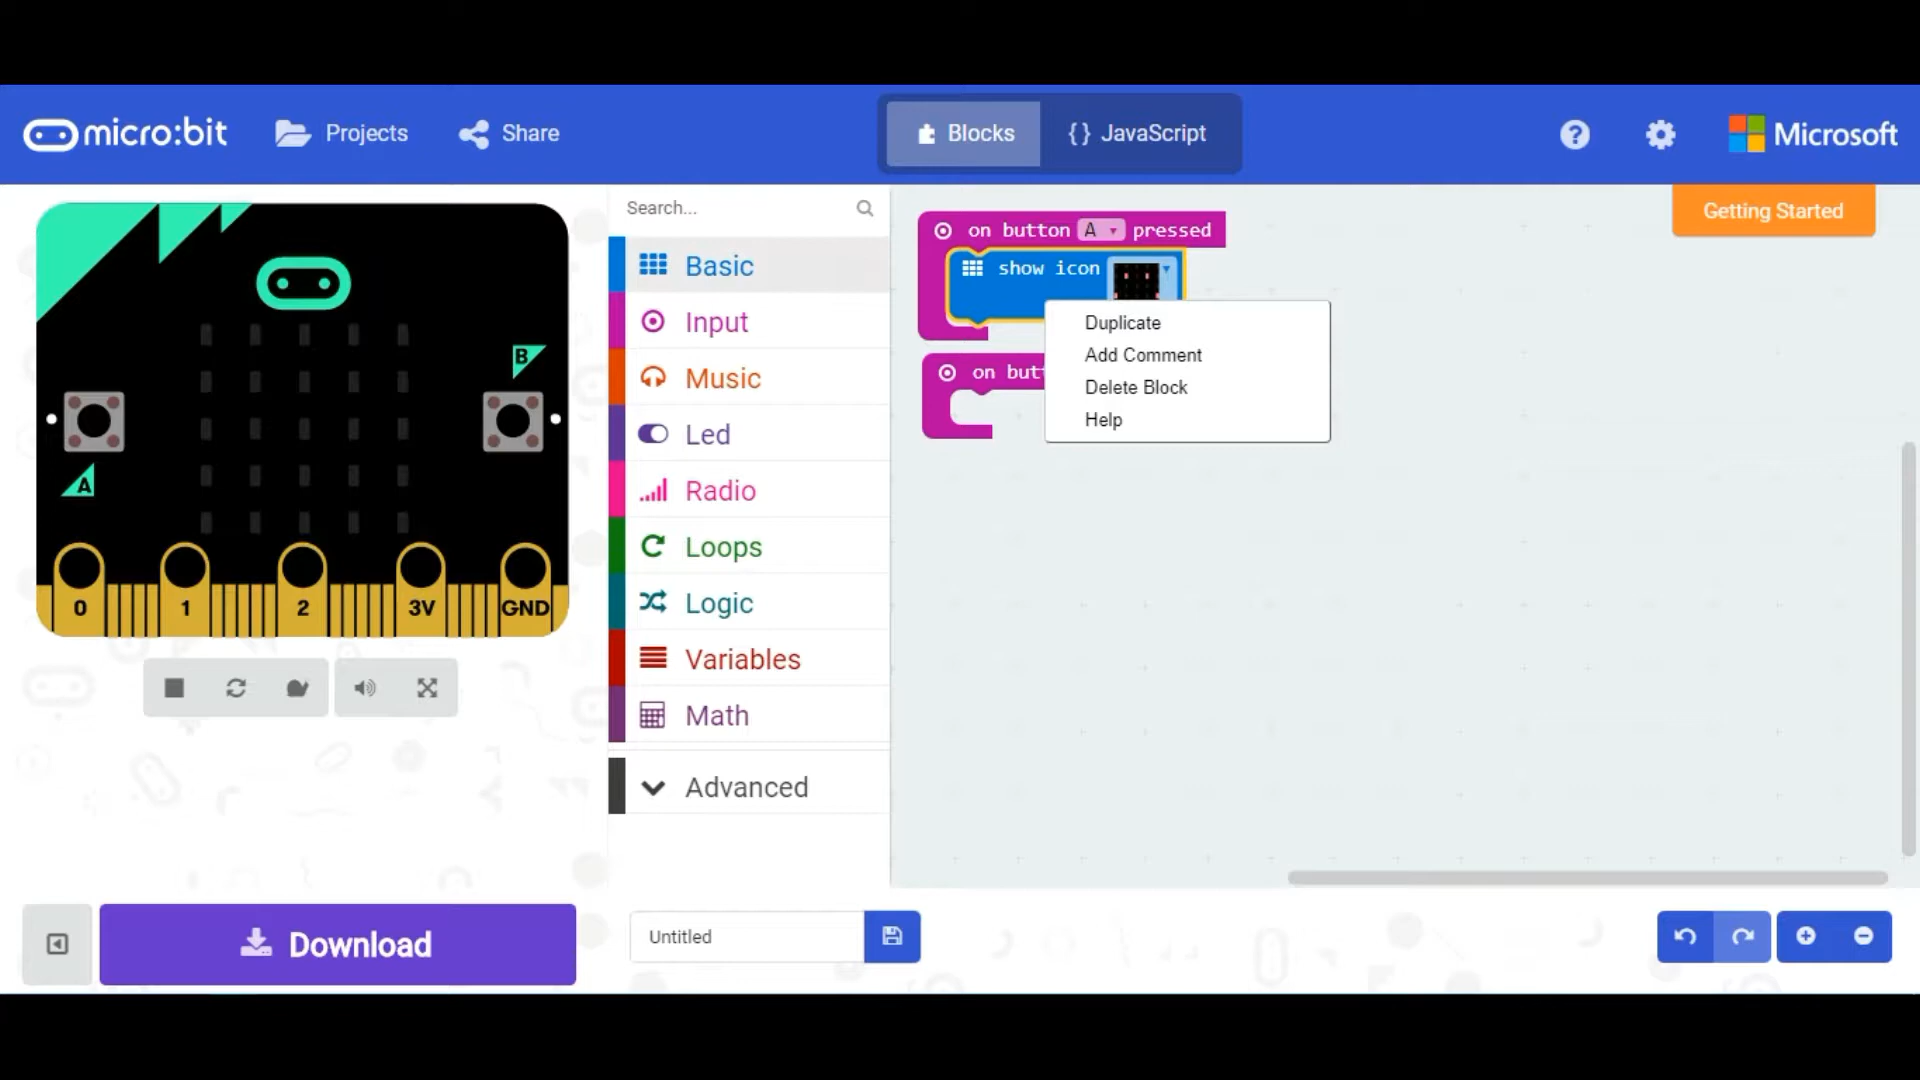 micro:bit
Projects
Share
Blocks
{} JavaScript
?
Microsoft
Search...
Getting Started
Basic
Input
Music
Led
Radio
Loops
Logic
Variables
Math
Advanced
on button A pressed
show icon
on butt
Duplicate
Add Comment
Delete Block
Help
B
A
0
1
2
3V
GND
Download
Untitled